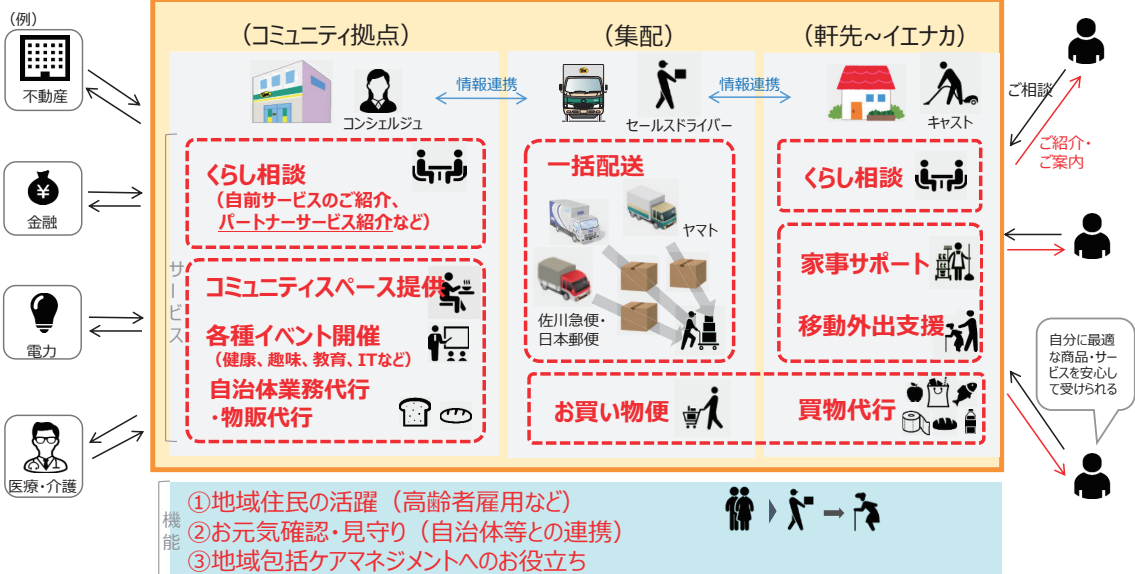 （例）
不動産
金融
電力
医療・介護
（コミュニティ拠点）
（集配）
（軒先～イエナカ）
コンシェルジュ
情報連携
セールスドライバー
情報連携
キャスト
サービス
くらし相談
（自前サービスのご紹介、
パートナーサービス紹介など）
コミュニティスペース提供
各種イベント開催
（健康、趣味、教育、ITなど）
自治体業務代行
・物販代行
一括配送
ヤマト
佐川急便・
日本郵便
お買い物便
くらし相談
家事サポート
移動外出支援
買物代行
ご相談
ご紹介・
ご案内
自分に最適
な商品・サー
ビスを安心し
て受けられる
機能
①地域住民の活躍（高齢者雇用など）
②お元気確認・見守り（自治体等との連携）
③地域包括ケアマネジメントへのお役立ち